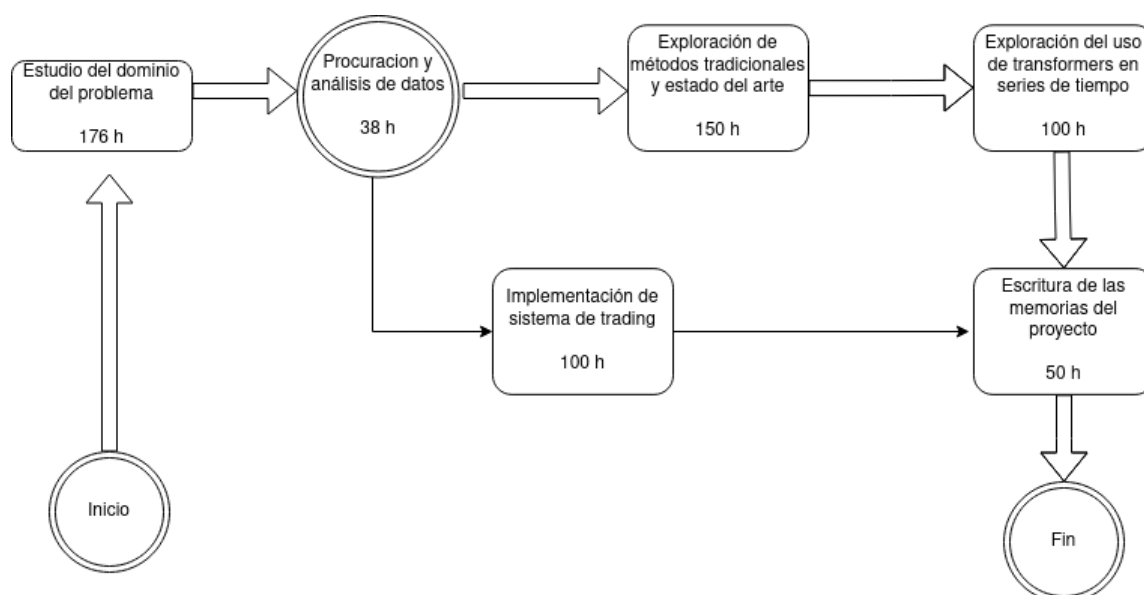 Estudio del dominio
del problema
176 h
Procuracion y
análisis de datos
38 h
Exploración de
métodos tradicionales
y estado del arte
150 h
Exploración del uso
de transformers en
series de tiempo
100 h
Implementación de
sistema de trading
100 h
Escritura de las
memorias del
proyecto
50 h
Inicio
Fin